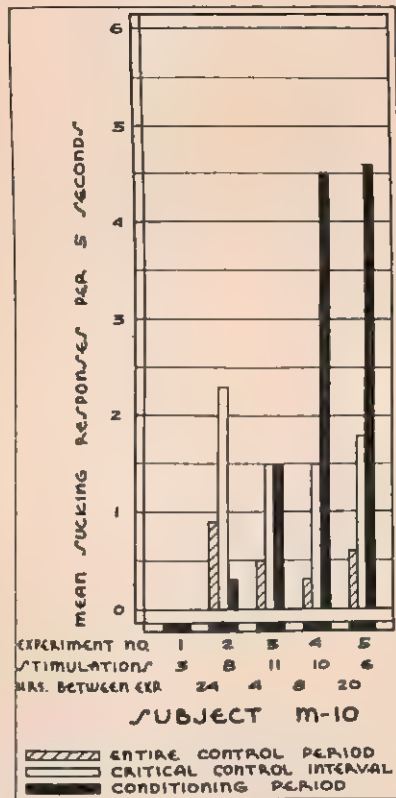 MEAN SUCKING RESPONSES PER 5 SECONDS
6
5
4
3
2
1
0
EXPERIMENT NO. 1 2 3 4 5
STIMULATIONS 3 8 11 10 6
HRS. BETWEEN EXP. 24 4 8 20
SUBJECT M-10
ENTIRE CONTROL PERIOD
CRITICAL CONTROL INTERVAL
CONDITIONING PERIOD